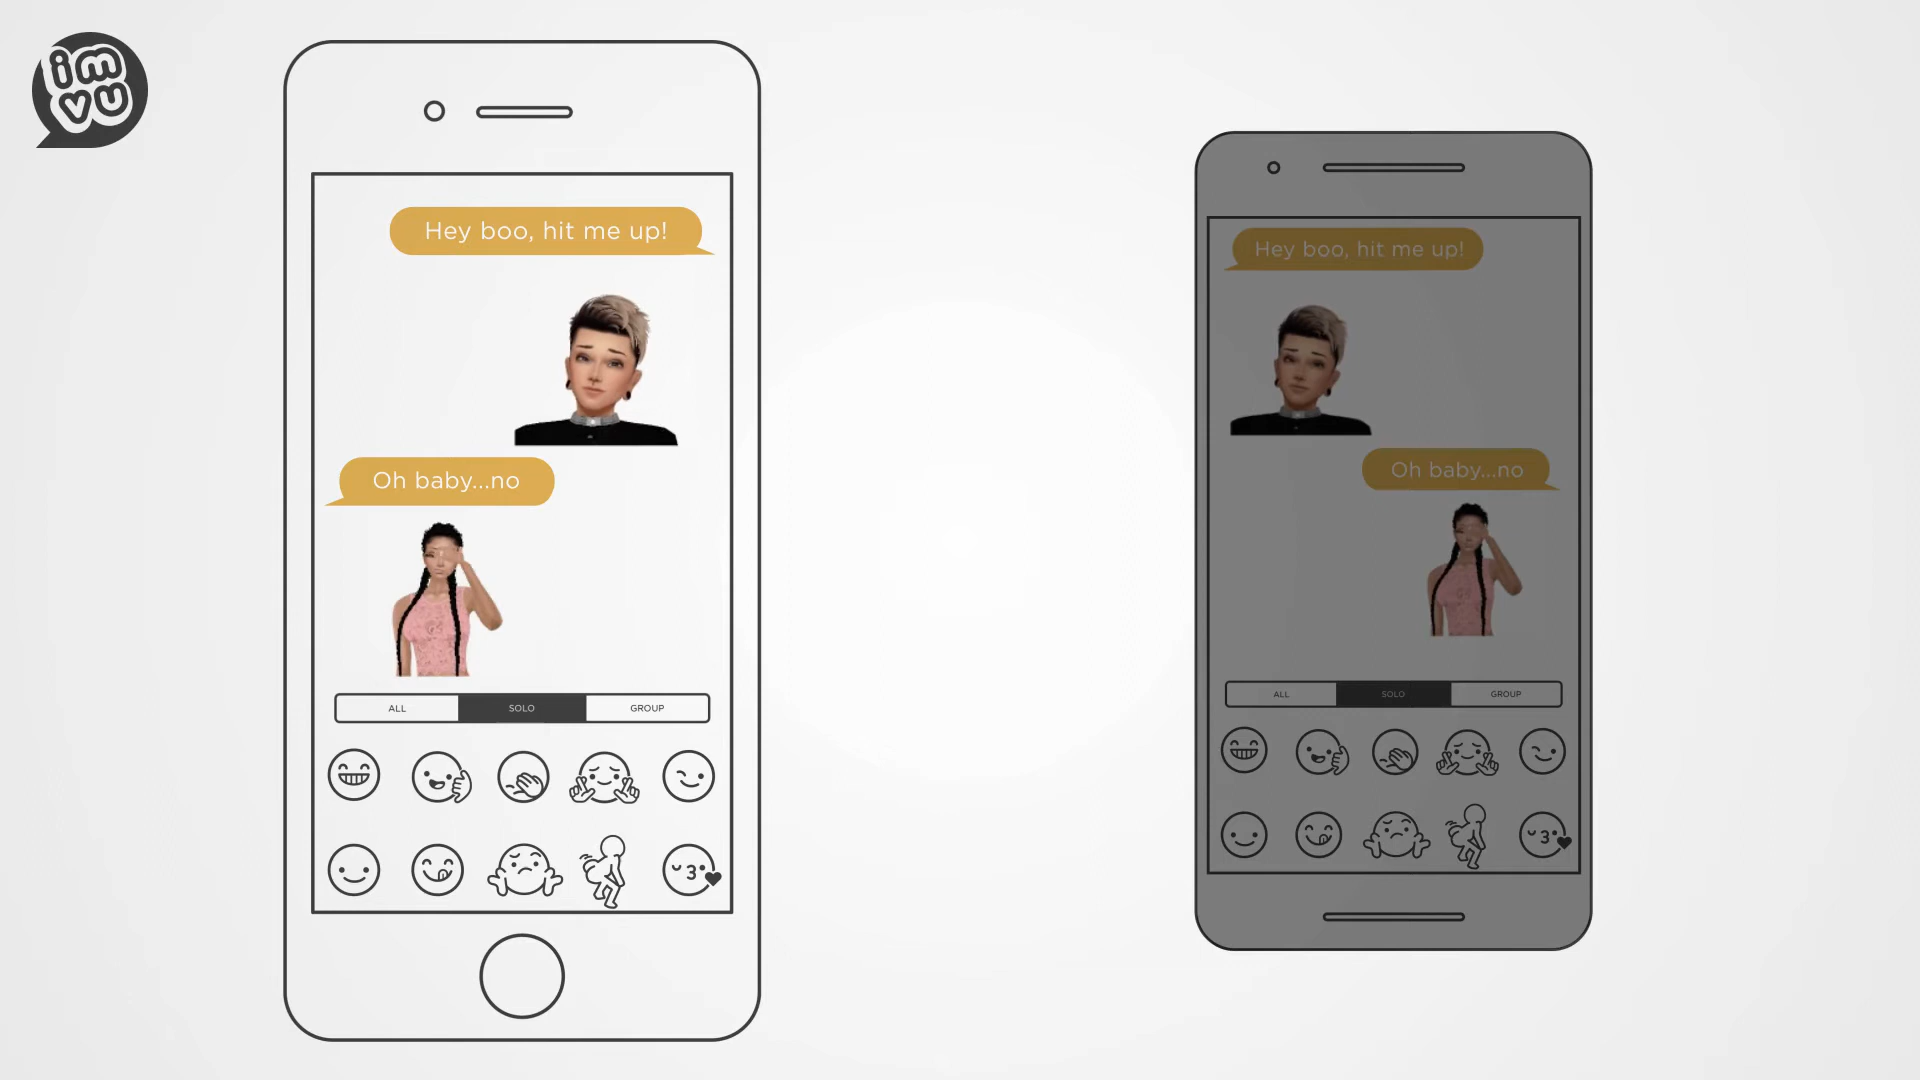 imvu
Hey boo, hit me up!
Oh baby...no
ALL SOLO GROUP
Hey boo, hit me up!
Oh baby...no
ALL SOLO GROUP